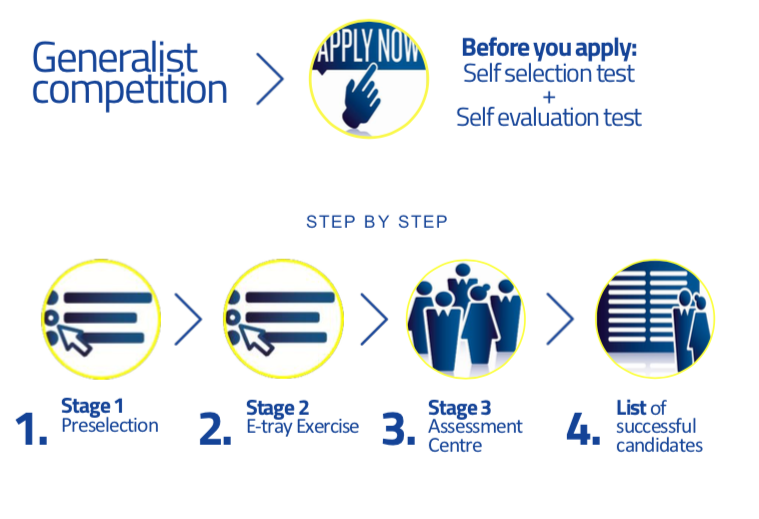 Generalist
competition
APPLY NOW
Before you apply:
Self selection test
+
Self evaluation test
STEP BY STEP
1. Stage 1
Preselection
2. Stage 2
E-tray Exercise
3. Stage 3
Assessment
Centre
4. List of
successful
candidates